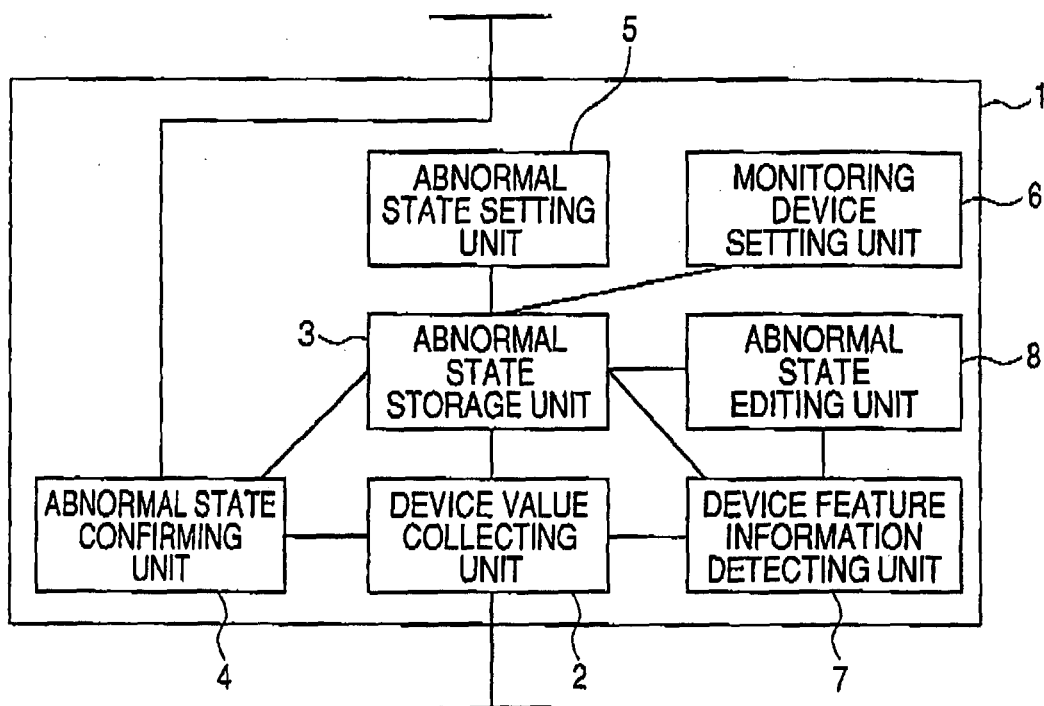 5
1
ABNORMAL
STATE SETTING
UNIT
MONITORING
DEVICE
SETTING UNIT
6
3
ABNORMAL
STATE
STORAGE UNIT
ABNORMAL
STATE
EDITING UNIT
8
ABNORMAL STATE
CONFIRMING
UNIT
DEVICE VALUE
COLLECTING
UNIT
DEVICE FEATURE
INFORMATION
DETECTING UNIT
4
2
7